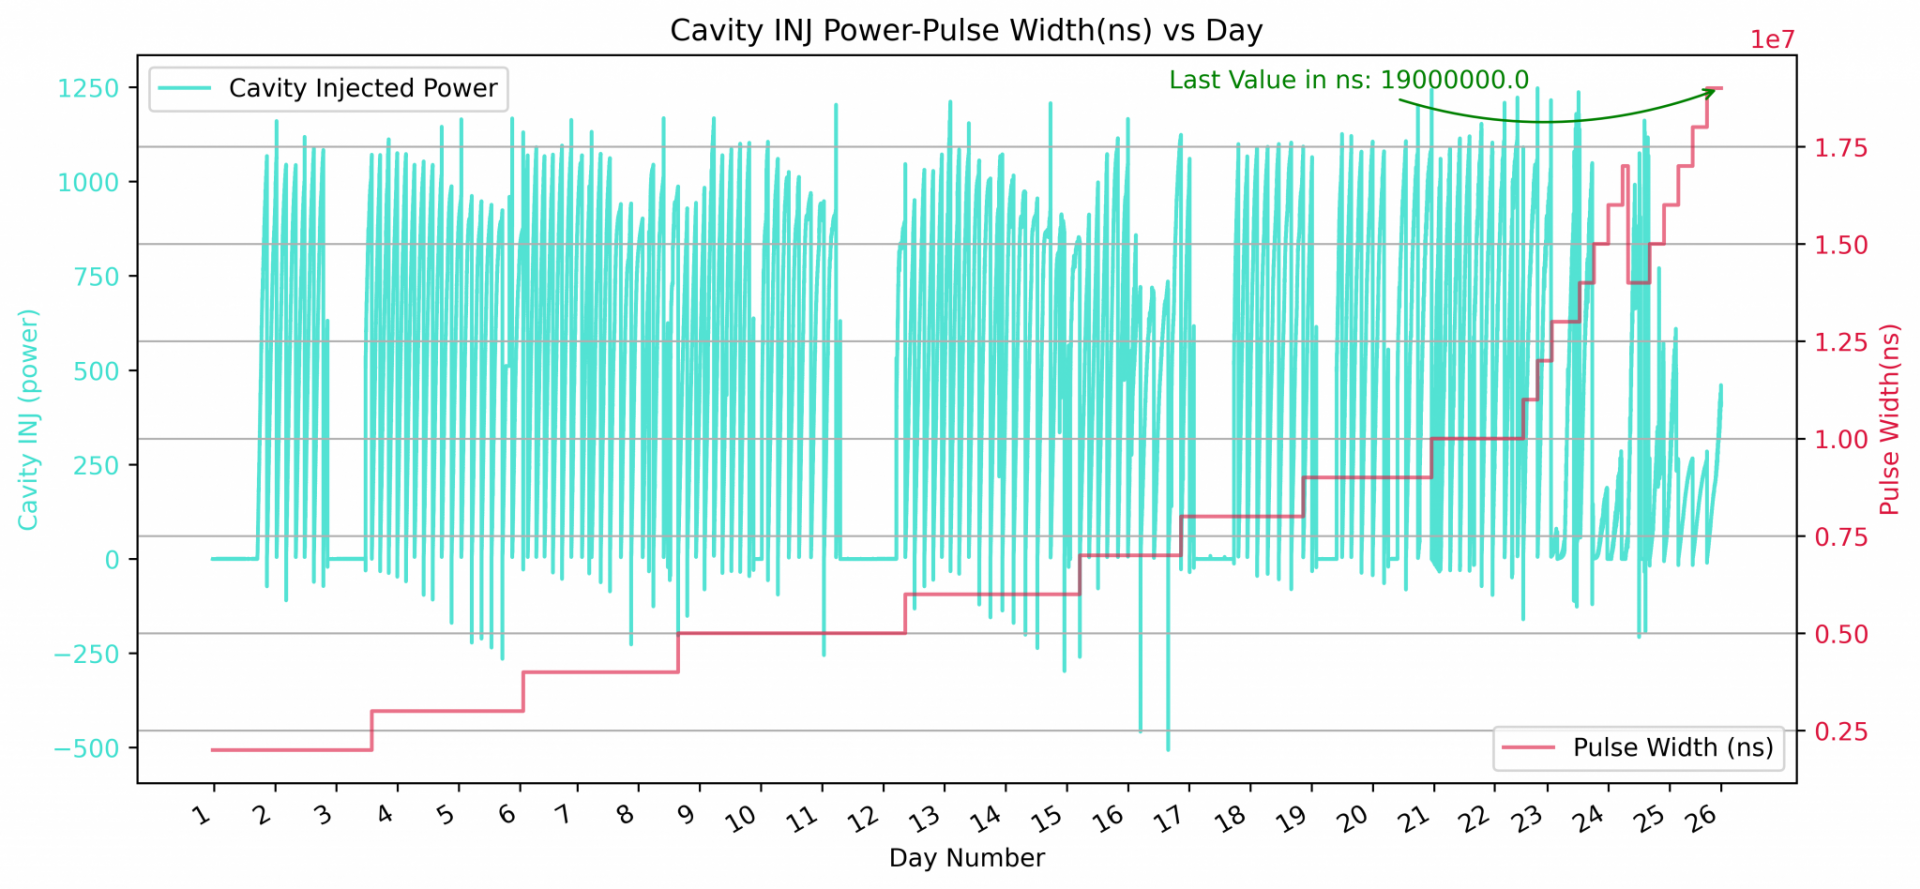 Cavity INJ Power-Pulse Width(ns) vs Day
1e7
Cavity Injected Power
Last Value in ns: 19000000.0
1250
1000
750
500
250
0
−250
−500
Cavity INJ (power)
1.75
1.50
1.25
1.00
0.75
0.50
0.25
Pulse Width(ns)
Pulse Width (ns)
1 2 3 4 5 6 7 8 9 10 11 12 13 14 15 16 17 18 19 20 21 22 23 24 25 26
Day Number